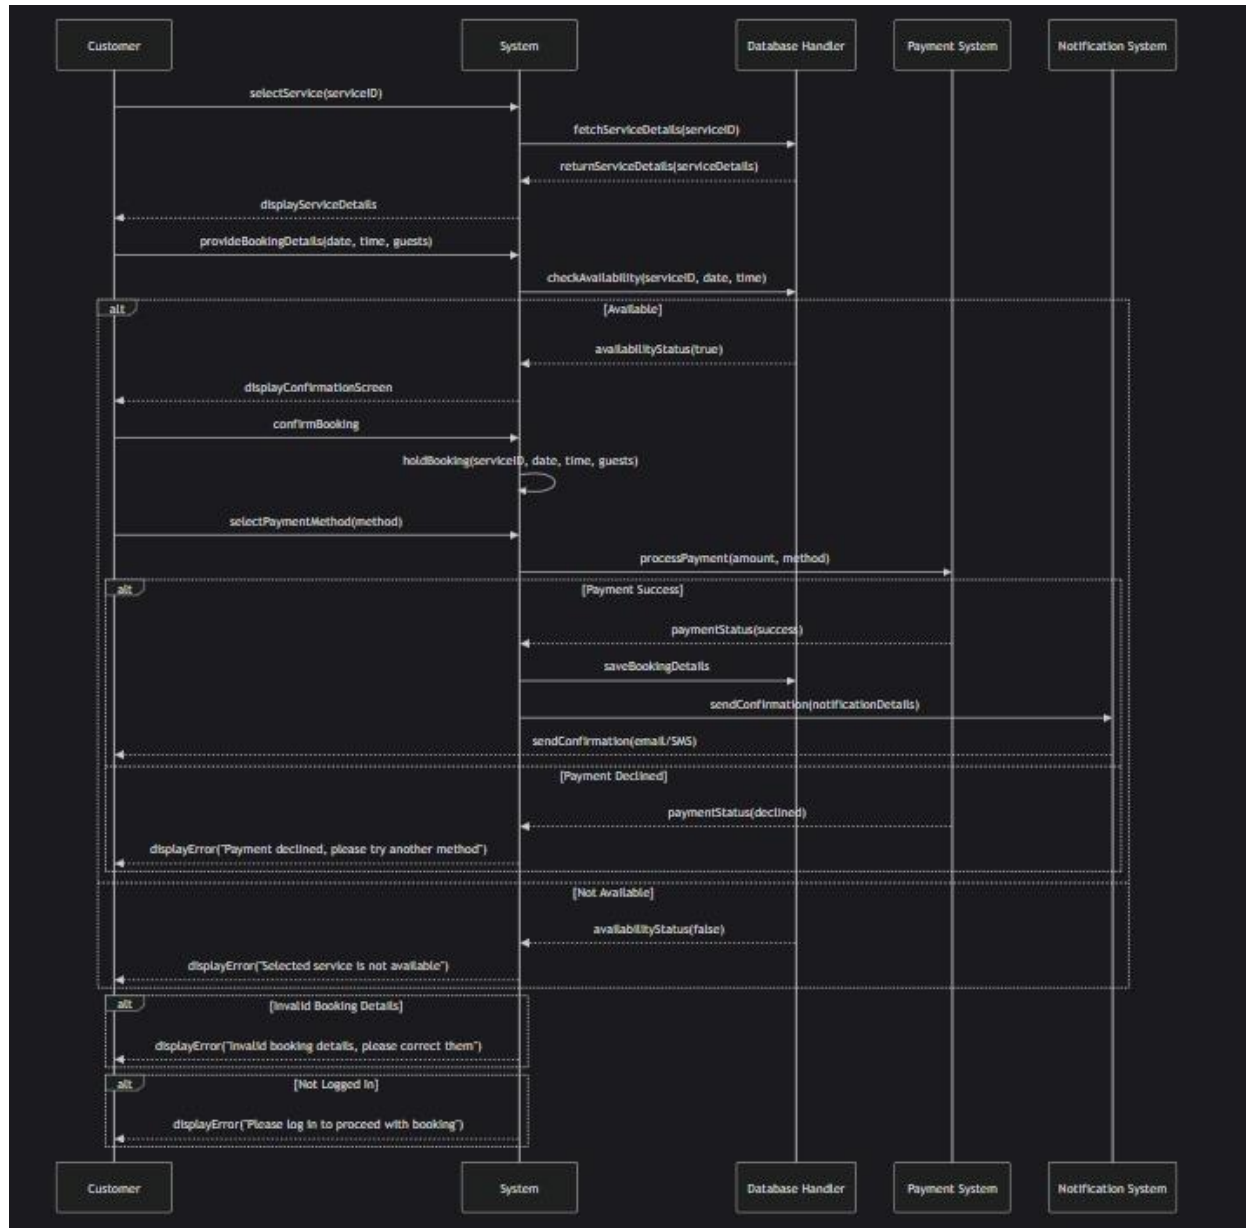 Customer
System
Database Handler
Payment System
Notification System
selectService(serviceID)
fetchServiceDetails(serviceID)
returnServiceDetails(serviceDetails)
displayServiceDetails
provideBookingDetails(date, time, guests)
checkAvailability(serviceID, date, time)
alt
[Available]
availabilityStatus(true)
displayConfirmationScreen
confirmBooking
holdBooking(serviceID, date, time, guests)
selectPaymentMethod(method)
processPayment(amount, method)
alt
[Payment Success]
paymentStatus(success)
saveBookingDetails
sendConfirmation(notificationDetails)
sendConfirmation(email/SMS)
[Payment Declined]
paymentStatus(declined)
displayError("Payment declined, please try another method")
[Not Available]
availabilityStatus(false)
displayError("Selected service is not available")
alt
[Invalid Booking Details]
displayError("Invalid booking details, please correct them")
alt
[Not Logged In]
displayError("Please log in to proceed with booking")
Customer
System
Database Handler
Payment System
Notification System